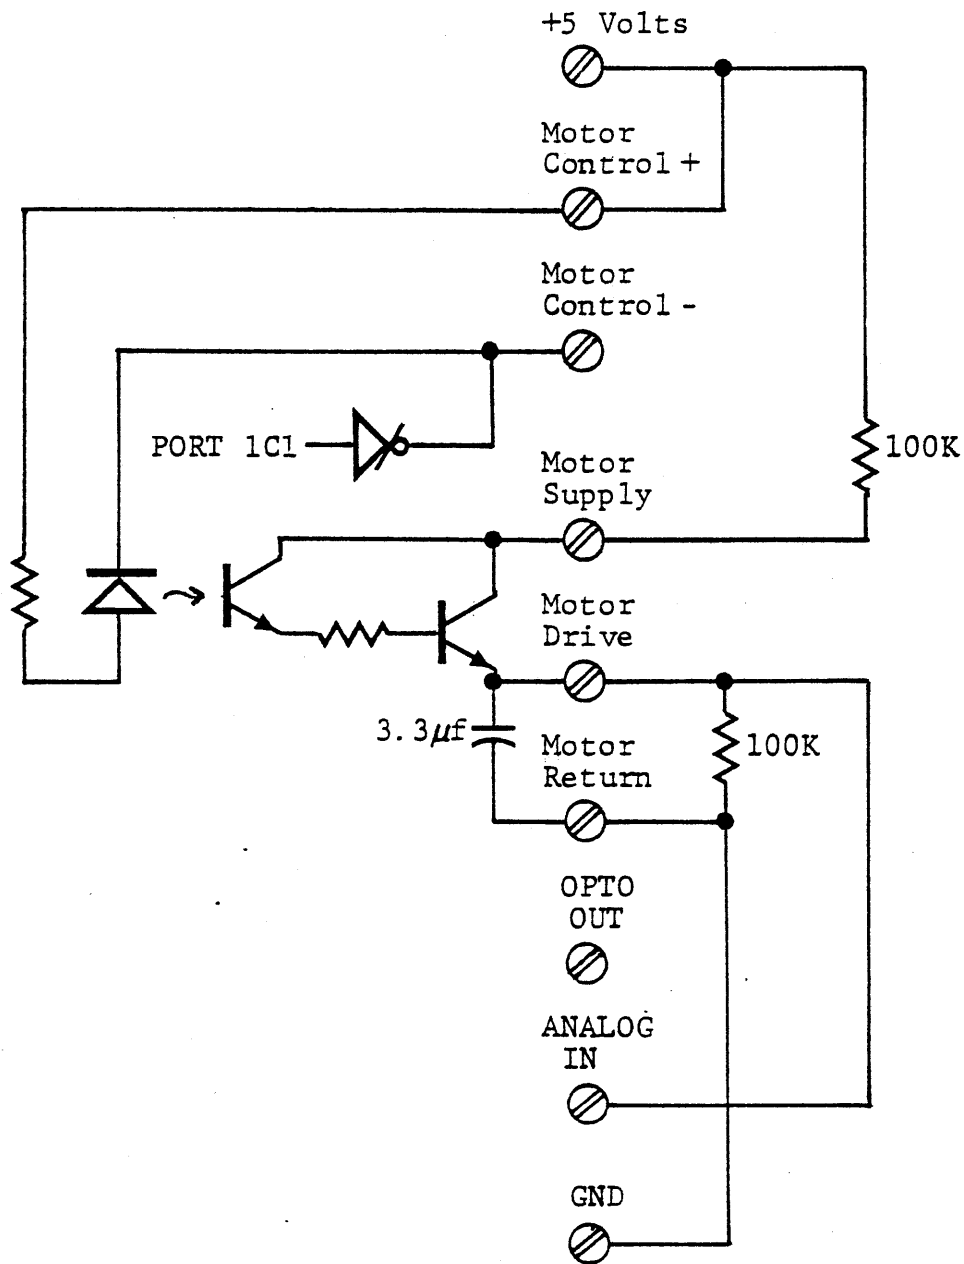 +5 Volts
Motor
Control+
Motor
Control-
PORT 1C1
100K
Motor
Supply
Motor
Drive
3.3µf
Motor
Return
100K
OPTO
OUT
ANALOG
IN
GND